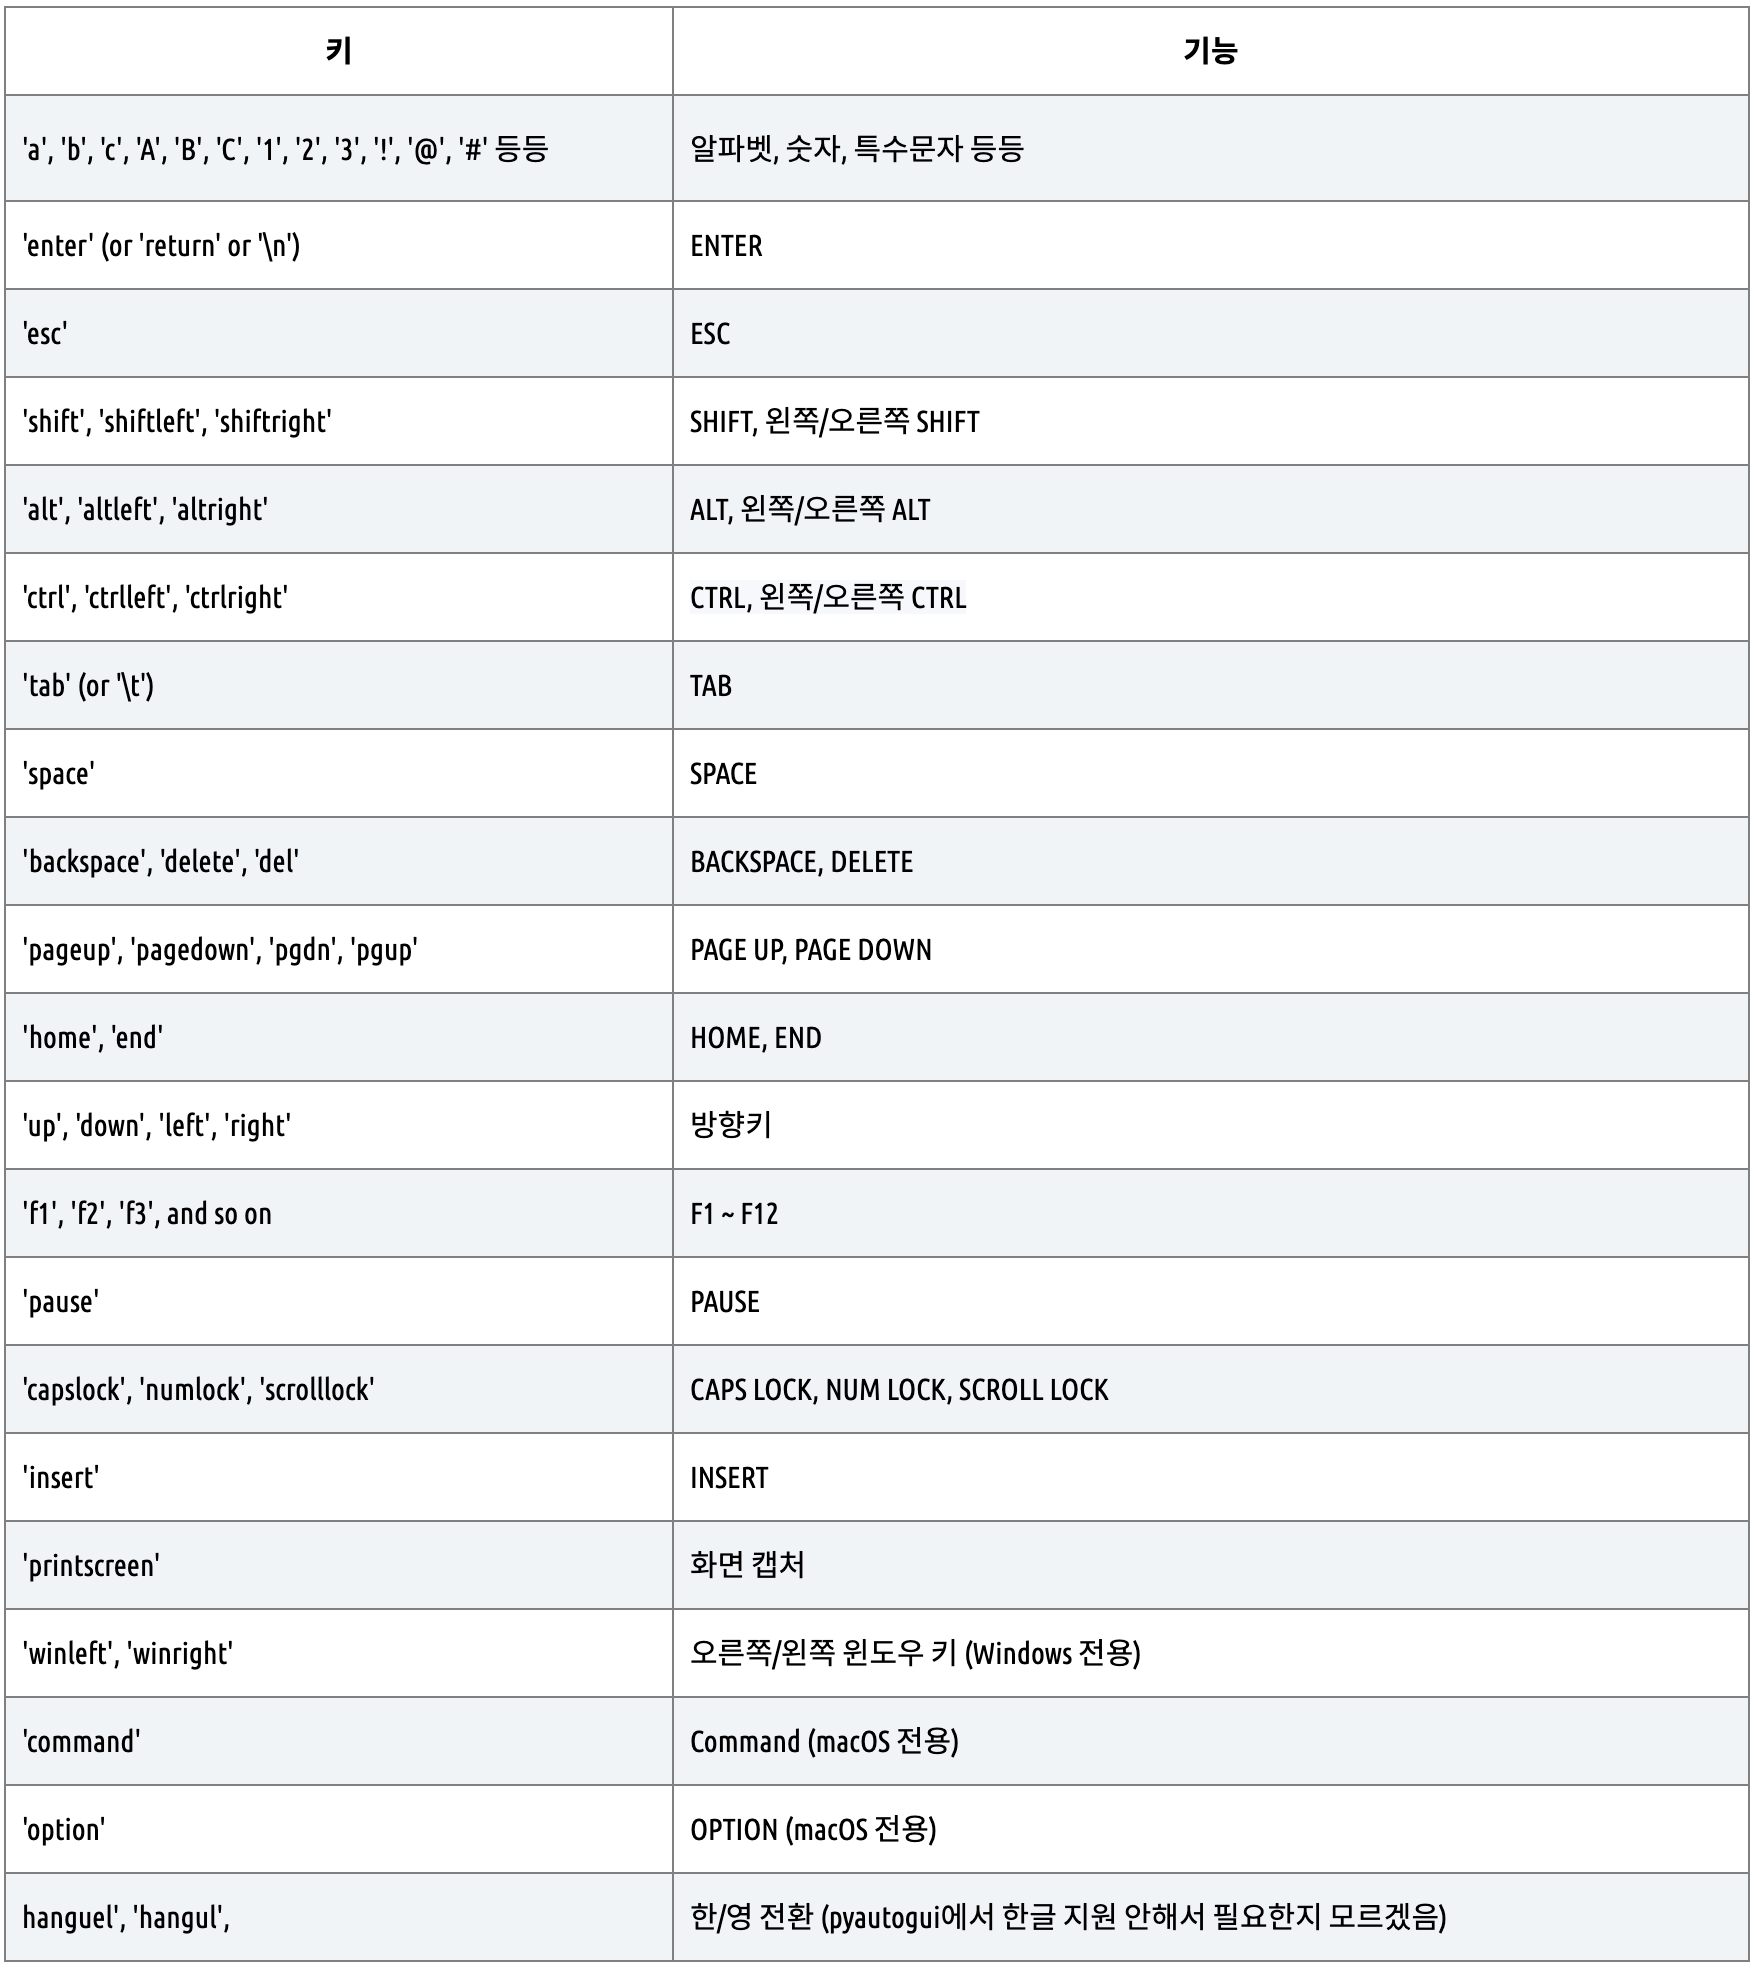 키 기능
'a', 'b', 'c', 'A', 'B', 'C', '1', '2', '3', '!', '@', '#' 등등 알파벳, 숫자, 특수문자 등등
'enter' (or 'return' or '\n') ENTER
'esc' ESC
'shift', 'shiftleft', 'shiftright' SHIFT, 왼쪽/오른쪽 SHIFT
'alt', 'altleft', 'altright' ALT, 왼쪽/오른쪽 ALT
'ctrl', 'ctrlleft', 'ctrlright' CTRL, 왼쪽/오른쪽 CTRL
'tab' (or '\t') TAB
'space' SPACE
'backspace', 'delete', 'del' BACKSPACE, DELETE
'pageup', 'pagedown', 'pgdn', 'pgup' PAGE UP, PAGE DOWN
'home', 'end' HOME, END
'up', 'down', 'left', 'right' 방향키
'f1', 'f2', 'f3', and so on F1 ~ F12
'pause' PAUSE
'capslock', 'numlock', 'scrolllock' CAPS LOCK, NUM LOCK, SCROLL LOCK
'insert' INSERT
'printscreen' 화면 캡처
'winleft', 'winright' 오른쪽/왼쪽 윈도우 키 (Windows 전용)
'command' Command (macOS 전용)
'option' OPTION (macOS 전용)
hanguel', 'hangul', 한/영 전환 (pyautogui에서 한글 지원 안해서 필요한지 모르겠음)